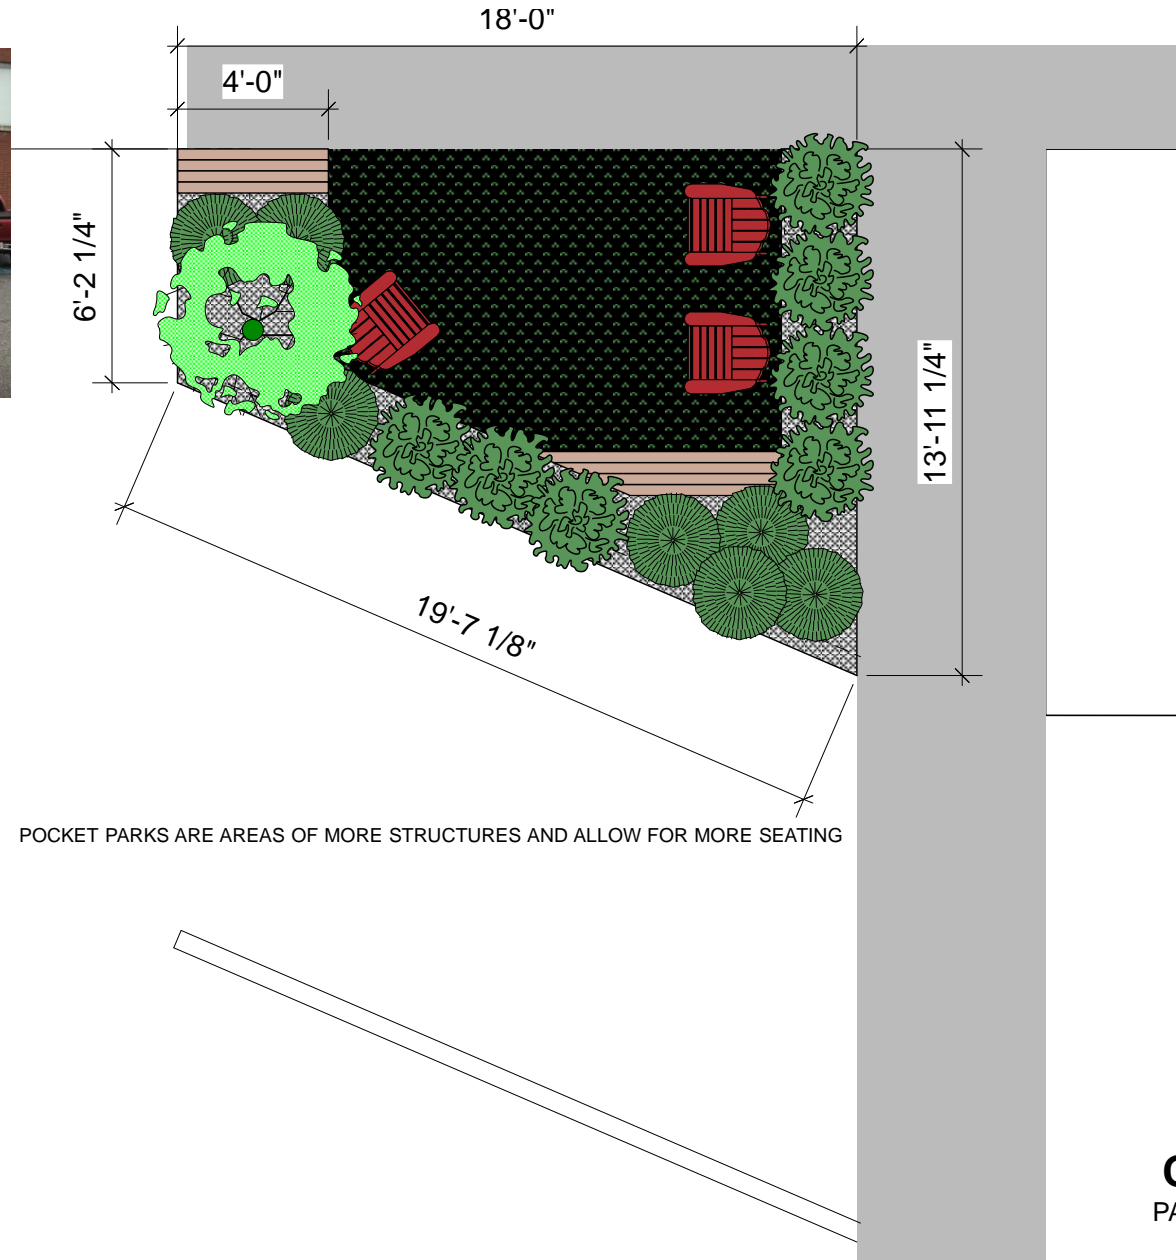 18'-0"
4'-0"
6'-2 1/4"
13'-11 1/4"
19'-7 1/8"
POCKET PARKS ARE AREAS OF MORE STRUCTURES AND ALLOW FOR MORE SEATING
PA